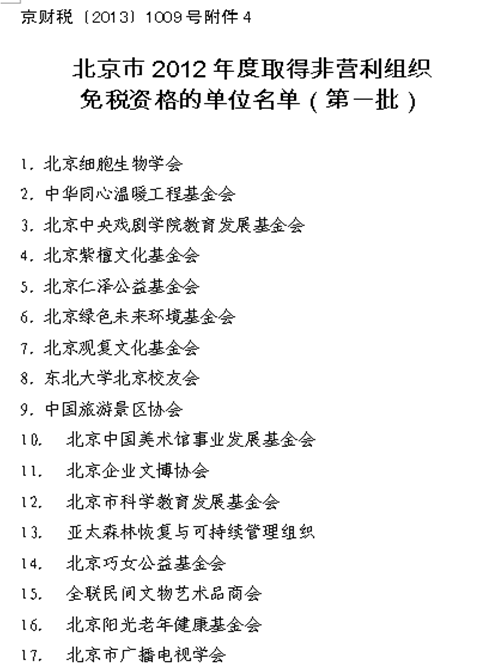 京财税〔2013〕1009号附件4
北京市2012年度取得非营利组织
免税资格的单位名单（第一批）
1. 北京细胞生物学会
2. 中华同心温暖工程基金会
3. 北京中央戏剧学院教育发展基金会
4. 北京紫檀文化基金会
5. 北京仁泽公益基金会
6. 北京绿色未来环境基金会
7. 北京观复文化基金会
8. 东北大学北京校友会
9. 中国旅游景区协会
10. 北京中国美术馆事业发展基金会
11. 北京企业文博协会
12. 北京市科学教育发展基金会
13. 亚太森林恢复与可持续管理组织
14. 北京巧女公益基金会
15. 全联民间文物艺术品商会
16. 北京阳光老年健康基金会
17. 北京市广播电视学会